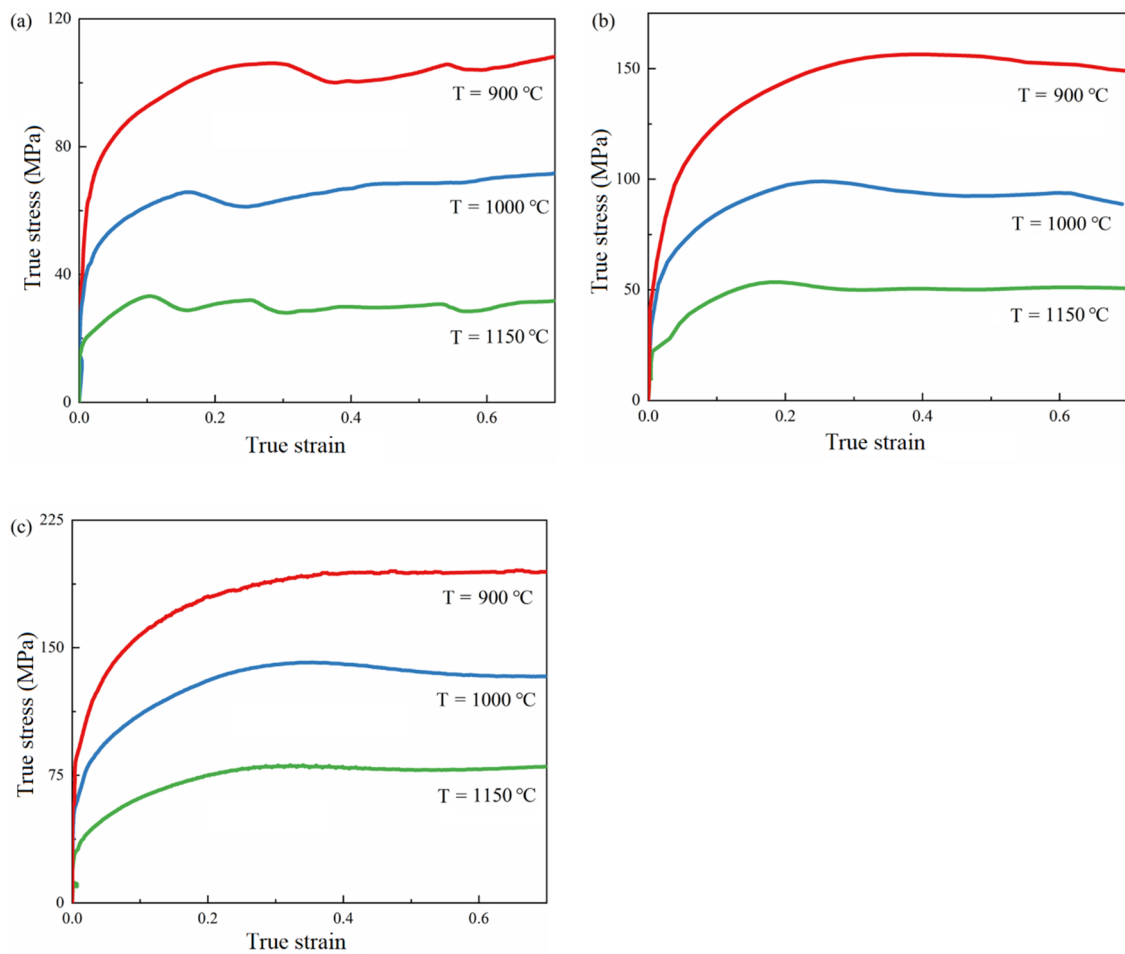 (a)
120
80
40
0
True stress (MPa)
T = 900 ℃
T = 1000 ℃
T = 1150 ℃
0.0 0.2 0.4 0.6
True strain
(b)
150
100
50
0
True stress (MPa)
T = 900 ℃
T = 1000 ℃
T = 1150 ℃
0.0 0.2 0.4 0.6
True strain
(c)
225
150
75
0
True stress (MPa)
T = 900 ℃
T = 1000 ℃
T = 1150 ℃
0.0 0.2 0.4 0.6
True strain